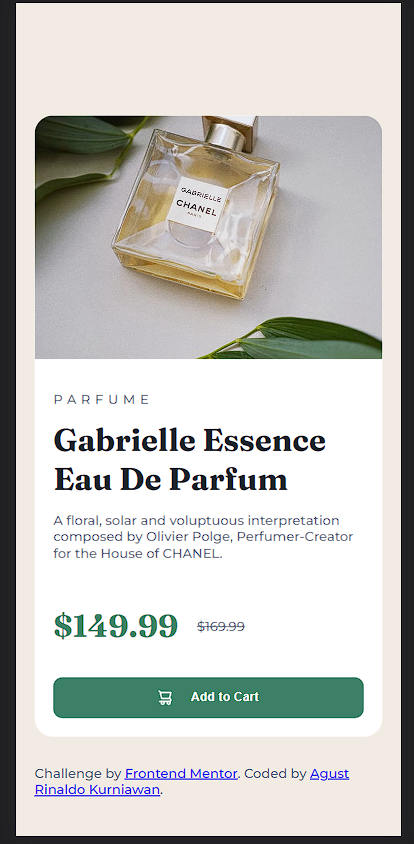 GABRIELLE
CHANEL
PARIS
PARFUME
Gabrielle Essence
Eau De Parfum
A floral, solar and voluptuous interpretation
composed by Olivier Polge, Perfumer-Creator
for the House of CHANEL.
$149.99 $169.99
Add to Cart
Challenge by Frontend Mentor. Coded by Agust
Rinaldo Kurniawan.